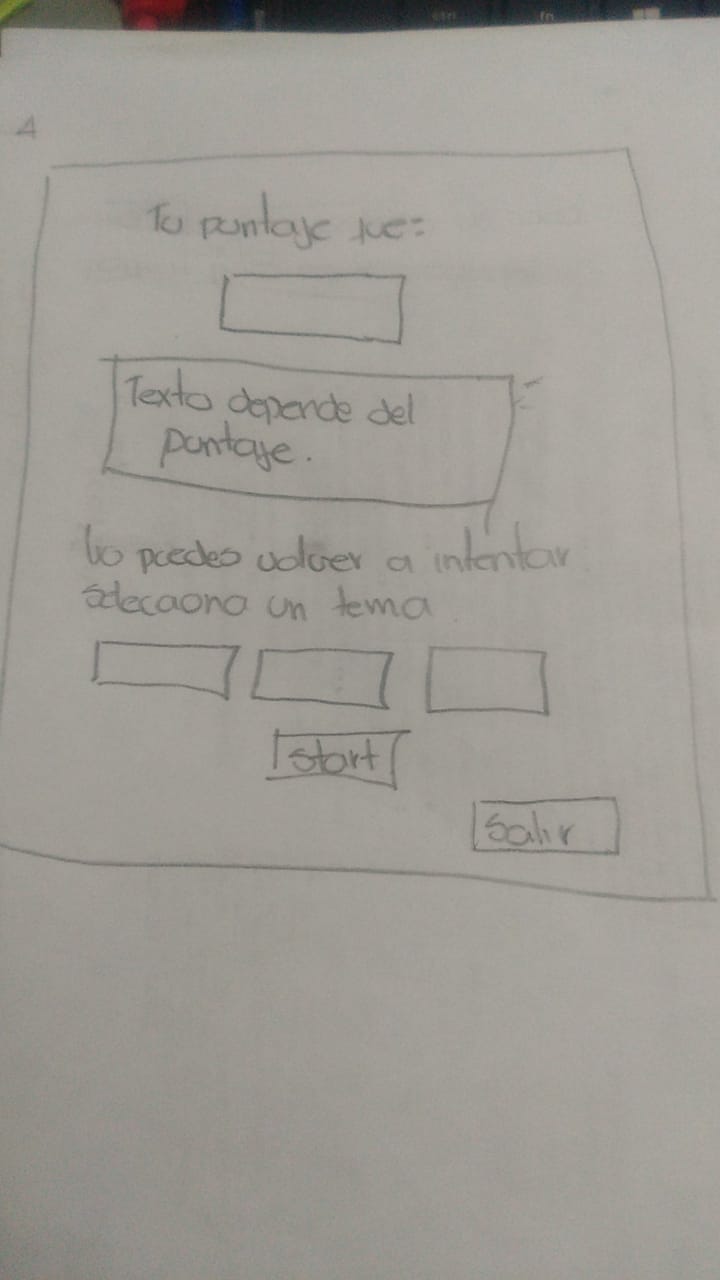 4
Tu puntaje fue:
Texto depende del
puntaje.
Lo puedes volver a intentar
selecciona un tema
start
Salir